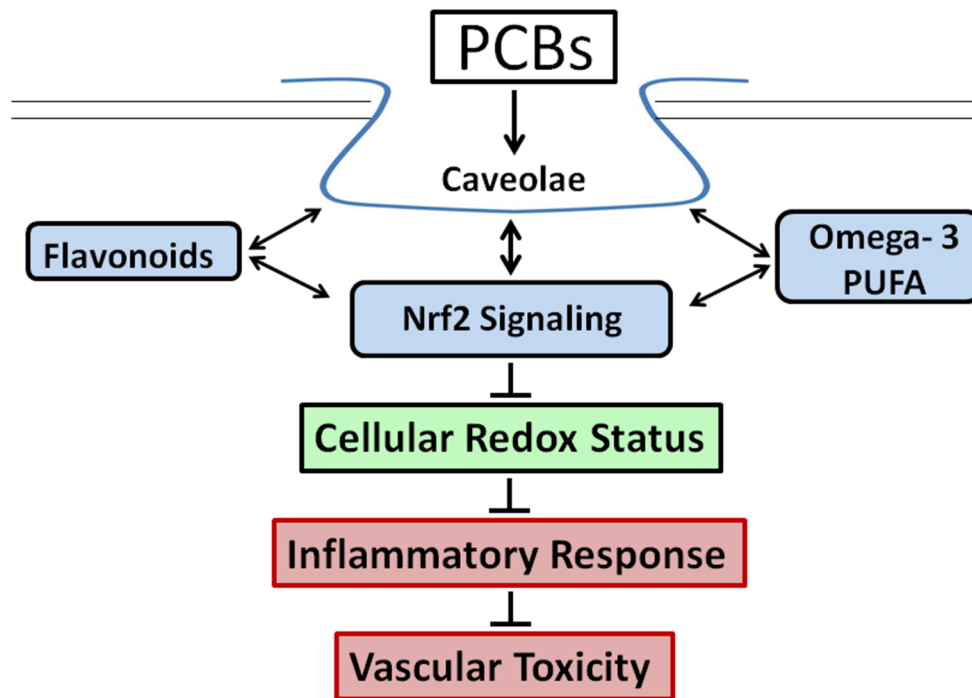 PCBs
Caveolae
Flavonoids
Omega- 3
PUFA
Nrf2 Signaling
Cellular Redox Status
Inflammatory Response
Vascular Toxicity